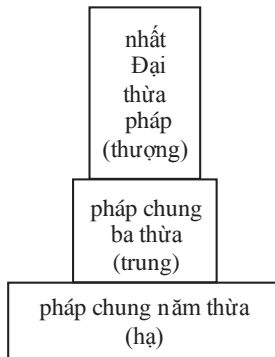 nhất
Đại
thừa
pháp
(thượng)
pháp chung
ba thừa
(trung)
pháp chung năm thừa
(hạ)